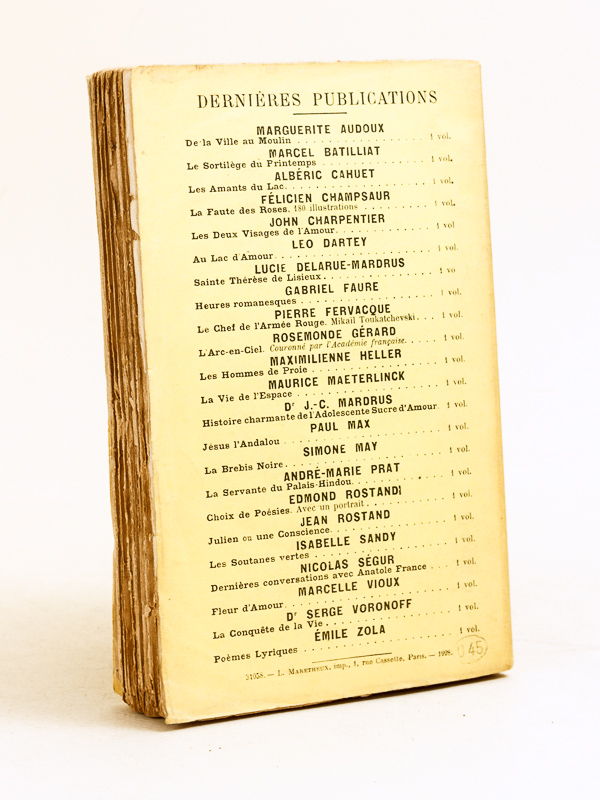 DERNIÈRES PUBLICATIONS
MARGUERITE AUDOUX
De la Ville au Moulin . . . . . . . . . . . . . . . . 1 vol.
MARCEL BATILLIAT
Le Sortilège du Printemps . . . . . . . . . . . . . 1 vol.
ALBÉRIC CAHUET
Les Amants du Lac. . . . . . . . . . . . . . . . . 1 vol.
FÉLICIEN CHAMPSAUR
La Faute des Roses. 180 illustrations . . . . . . . . 1 vol.
JOHN CHARPENTIER
Les Deux Visages de l'Amour. . . . . . . . . . . . 1 vol
LEO DARTEY
Au Lac d'Amour. . . . . . . . . . . . . . . . . . 1 vol.
LUCIE DELARUE-MARDRUS
Sainte Thérèse de Lisieux. . . . . . . . . . . . . 1 vo
GABRIEL FAURE
Heures romanesques . . . . . . . . . . . . . . . 1 vol.
PIERRE FERVACQUE
Le Chef de l'Armée Rouge. Mikail Toukatchevski. . . 1 vol.
ROSEMONDE GÉRARD
L'Arc-en-Ciel. Couronné par l'Académie française. . . . . 1 vol.
MAXIMILIENNE HELLER
Les Hommes de Proie . . . . . . . . . . . . . . . 1 vol.
MAURICE MAETERLINCK
La Vie de l'Espace . . . . . . . . . . . . . . . . 1 vol.
Dr J.-C. MARDRUS
Histoire charmante de l'Adolescente Sucre d'Amour 1 vol.
PAUL MAX
Jésus l'Andalou . . . . . . . . . . . . . . . . . 1 vol.
SIMONE MAY
La Brebis Noire. . . . . . . . . . . . . . . . . . 1 vol.
ANDRÉ-MARIE PRAT
La Servante du Palais-Hindou. . . . . . . . . . . 1 vol.
EDMOND ROSTAND
Choix de Poésies. Avec un portrait . . . . . . . . . 1 vol.
JEAN ROSTAND
Julien ou une Conscience. . . . . . . . . . . . . 1 vol.
ISABELLE SANDY
Les Soutanes vertes . . . . . . . . . . . . . . . 1 vol.
NICOLAS SÉGUR
Dernières conversations avec Anatole France . . . 1 vol.
MARCELLE VIOUX
Fleur d'Amour. . . . . . . . . . . . . . . . . . 1 vol.
Dr SERGE VORONOFF
La Conquête de la Vie . . . . . . . . . . . . . . 1 vol.
ÉMILE ZOLA
Poèmes Lyriques . . . . . . . . . . . . . . . . 1 vol.
31058. — L. MARETHEUX, imp., 1, rue Cassette, Paris. — 1928.
45